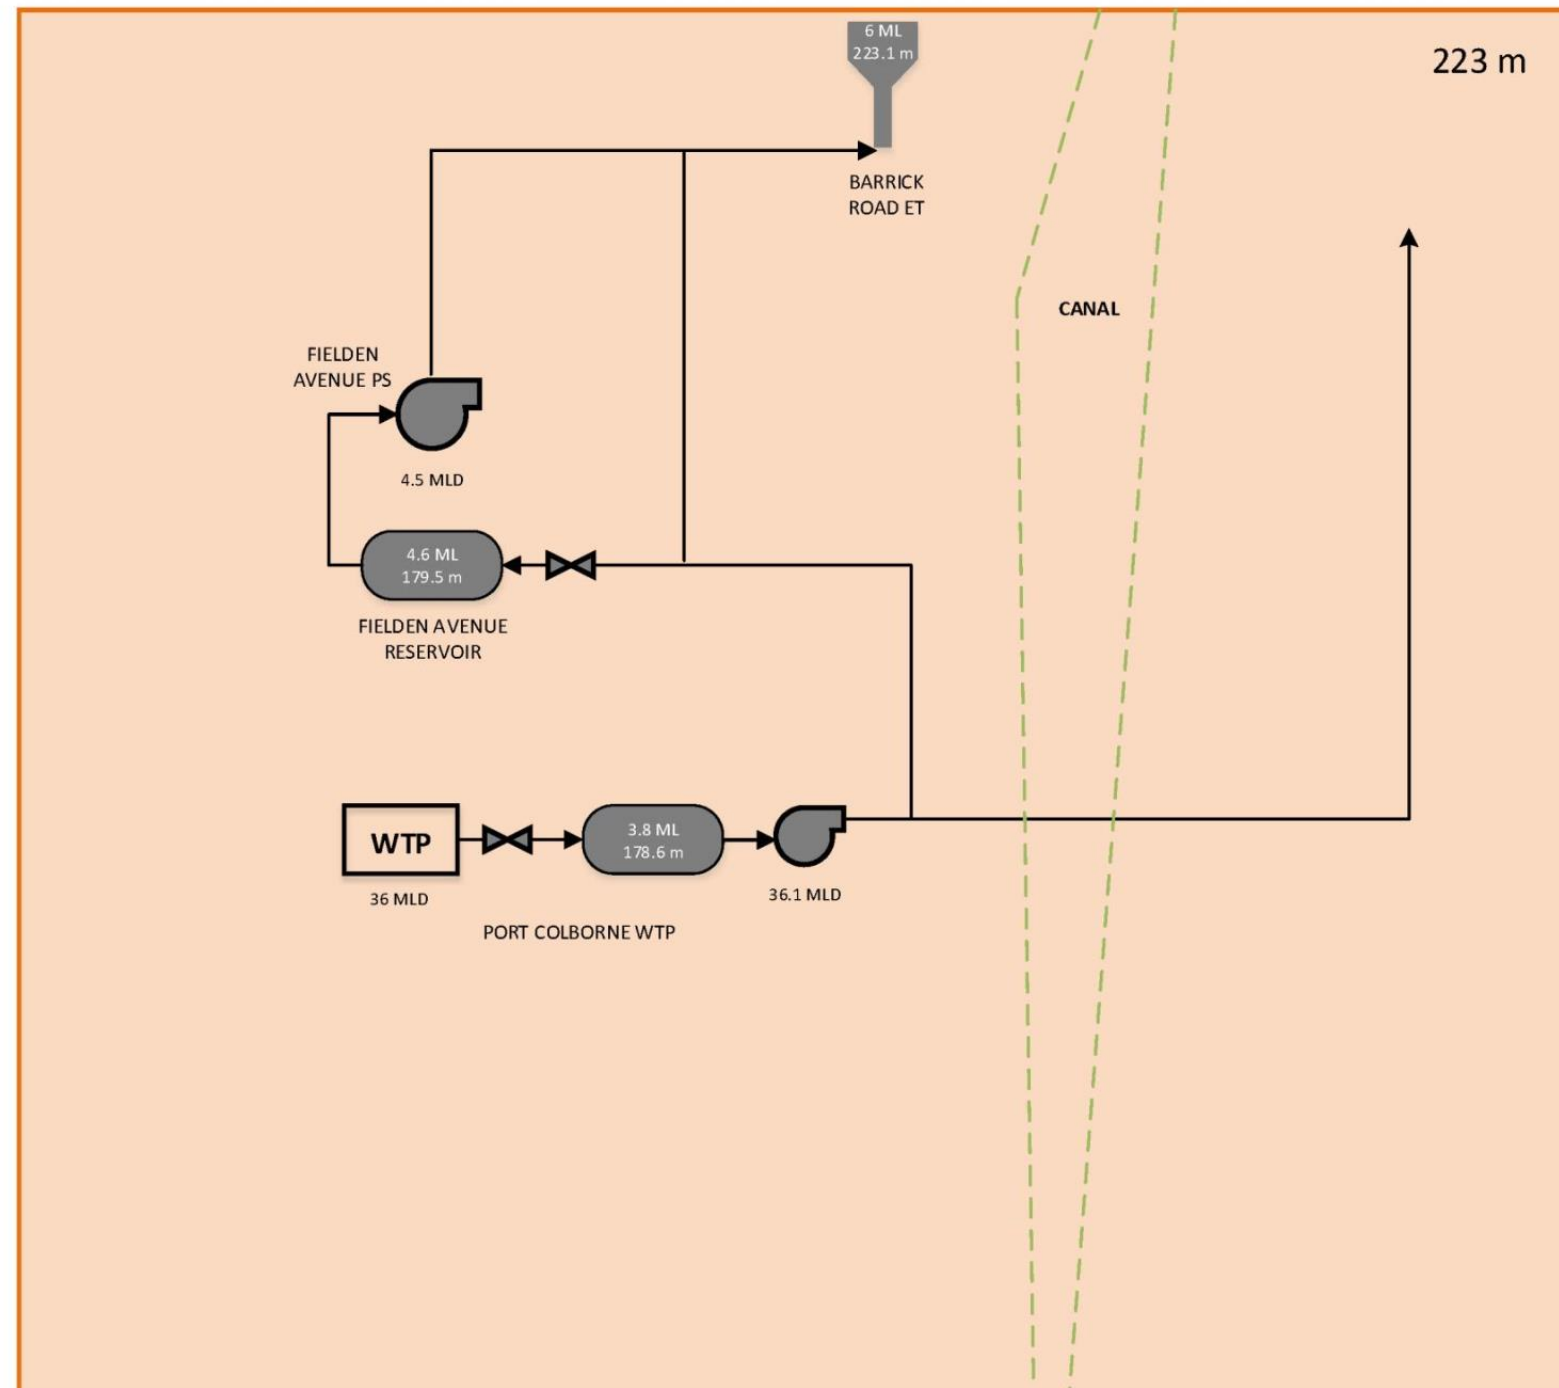 6 ML
223.1 m
223 m
BARRICK
ROAD ET
CANAL
FIELDEN
AVENUE PS
4.5 MLD
4.6 ML
179.5 m
FIELDEN AVENUE
RESERVOIR
WTP
3.8 ML
178.6 m
36 MLD
36.1 MLD
PORT COLBORNE WTP